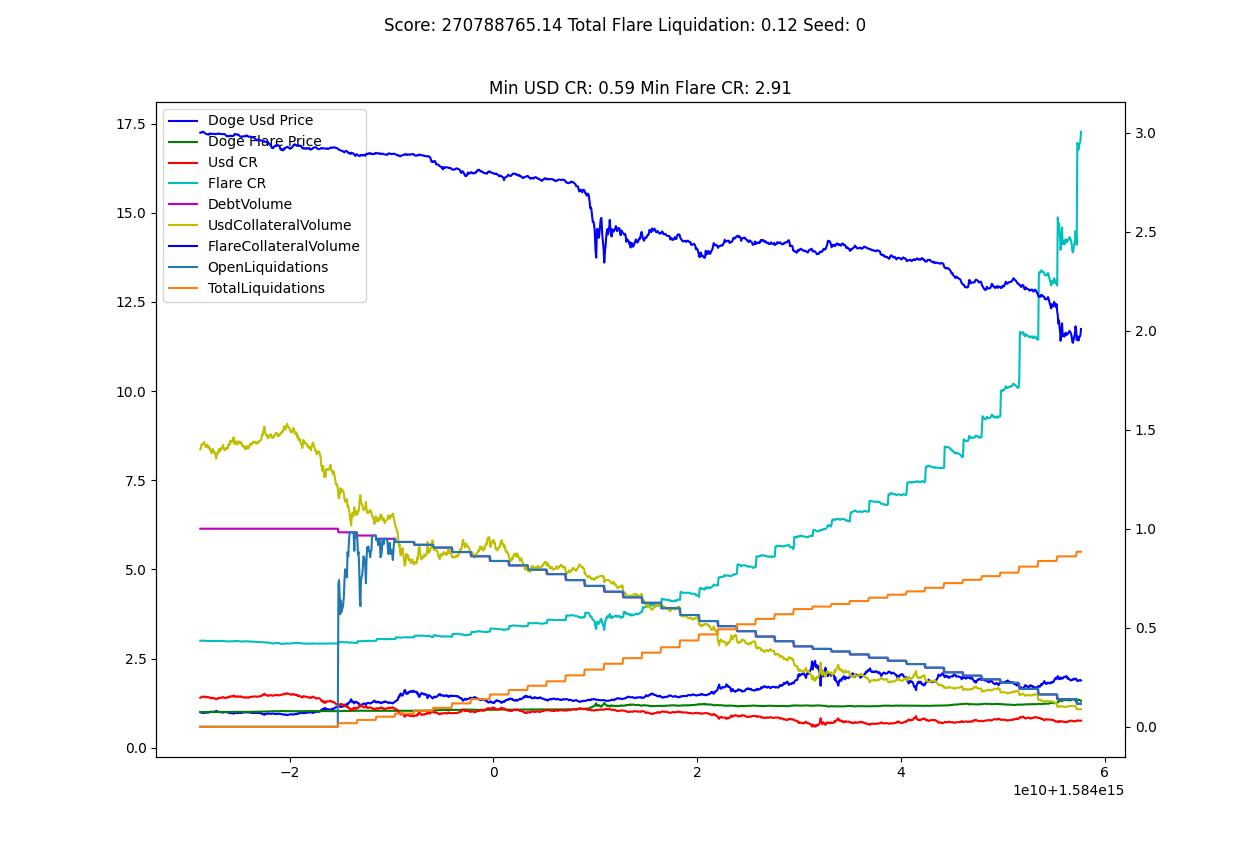 Score: 270788765.14 Total Flare Liquidation: 0.12 Seed: 0
Min USD CR: 0.59 Min Flare CR: 2.91
Doge Usd Price
Doge Flare Price
Usd CR
Flare CR
DebtVolume
UsdCollateralVolume
FlareCollateralVolume
OpenLiquidations
TotalLiquidations
17.5
15.0
12.5
10.0
7.5
5.0
2.5
0.0
3.0
2.5
2.0
1.5
1.0
0.5
0.0
−2
0
2
4
6
1e10+1.584e15